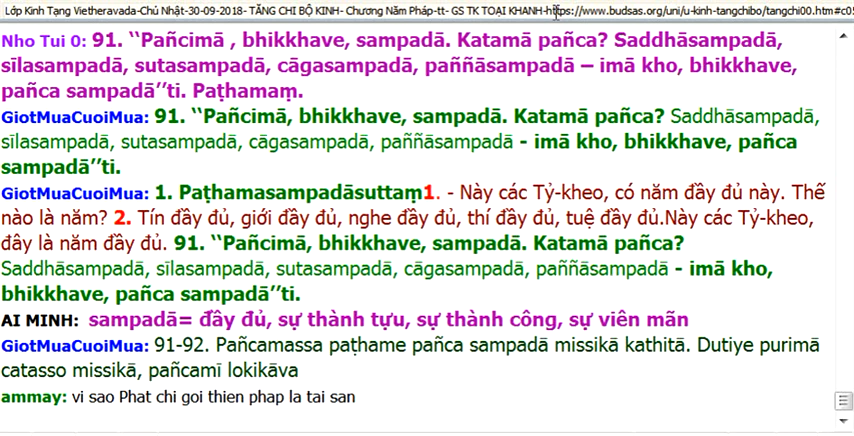 Lớp Kinh Tạng Vietheravada-Chủ Nhật-30-09-2018- TĂNG CHI BỘ KINH- Chương Năm Pháp-tt- GS TK TOẠI KHANH-https://www.budsas.org/uni/u-kinh-tangchibo/tangchi00.htm#c05
Nho Tui 0: 91. ‘‘Pañcimā , bhikkhave, sampadā. Katamā pañca? Saddhāsampadā,
sīlasampadā, sutasampadā, cāgasampadā, paññāsampadā – imā kho, bhikkhave,
pañca sampadā’’ti. Paṭhamaṃ.
GiotMuaCuoiMua: 91. ‘‘Pañcimā, bhikkhave, sampadā. Katamā pañca? Saddhāsampadā,
sīlasampadā, sutasampadā, cāgasampadā, paññāsampadā - imā kho, bhikkhave, pañca
sampadā’’ti.
GiotMuaCuoiMua: 1. Paṭhamasampadāsuttaṃ1. - Này các Tỷ-kheo, có năm đầy đủ này. Thế
nào là năm? 2. Tín đầy đủ, giới đầy đủ, nghe đầy đủ, thí đầy đủ, tuệ đầy đủ.Này các Tỷ-kheo,
đây là năm đầy đủ. 91. ‘‘Pañcimā, bhikkhave, sampadā. Katamā pañca?
Saddhāsampadā, sīlasampadā, sutasampadā, cāgasampadā, paññāsampadā - imā kho,
bhikkhave, pañca sampadā’’ti.
AI MINH: sampadā= đầy đủ, sự thành tựu, sự thành công, sự viên mãn
GiotMuaCuoiMua: 91-92. Pañcamassa paṭhame pañca sampadā missikā kathitā. Dutiye purimā
catasso missikā, pañcamī lokikāva
ammay: vi sao Phat chi goi thien phap la tai san